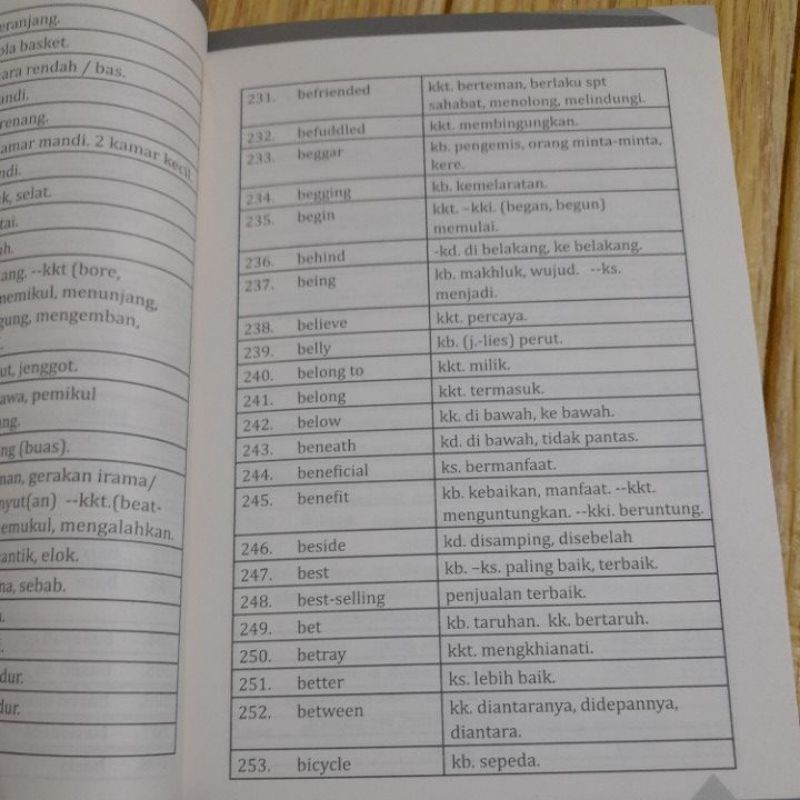 eranjang.
ola basket.
ara rendah / bas.
andi.
renang.
amar mandi. 2 kamar kecil
ndi.
k, selat.
tai.
uh.
ang. --kkt (bore,
memikul, menunjang,
gung, mengemban,
ut, jenggot.
awa, pemikul
ng.
ng (buas).
nan, gerakan irama/
nyut(an) --kkt.(beat-
emukul, mengalahkan.
antik, elok.
na, sebab.
dur.
dur.
231. befriended kkt. berteman, berlaku spt
sahabat, menolong, melindungi.
232. befuddled kkt. membingungkan.
233. beggar kb. pengemis, orang minta-minta,
kere.
234. begging kb. kemelaratan.
235. begin kkt. –kki. (began, begun)
memulai.
236. behind -kd. di belakang, ke belakang.
237. being kb. makhluk, wujud. --ks.
menjadi.
238. believe kkt. percaya.
239. belly kb. (j.-lies) perut.
240. belong to kkt. milik.
241. belong kkt. termasuk.
242. below kk. di bawah, ke bawah.
243. beneath kd. di bawah, tidak pantas.
244. beneficial ks. bermanfaat.
245. benefit kb. kebaikan, manfaat. --kkt.
menguntungkan. --kki. beruntung.
246. beside kd. disamping, disebelah
247. best kb. –ks. paling baik, terbaik.
248. best-selling penjualan terbaik.
249. bet kb. taruhan. kk. bertaruh.
250. betray kkt. mengkhianati.
251. better ks. lebih baik.
252. between kk. diantaranya, didepannya,
diantara.
253. bicycle kb. sepeda.